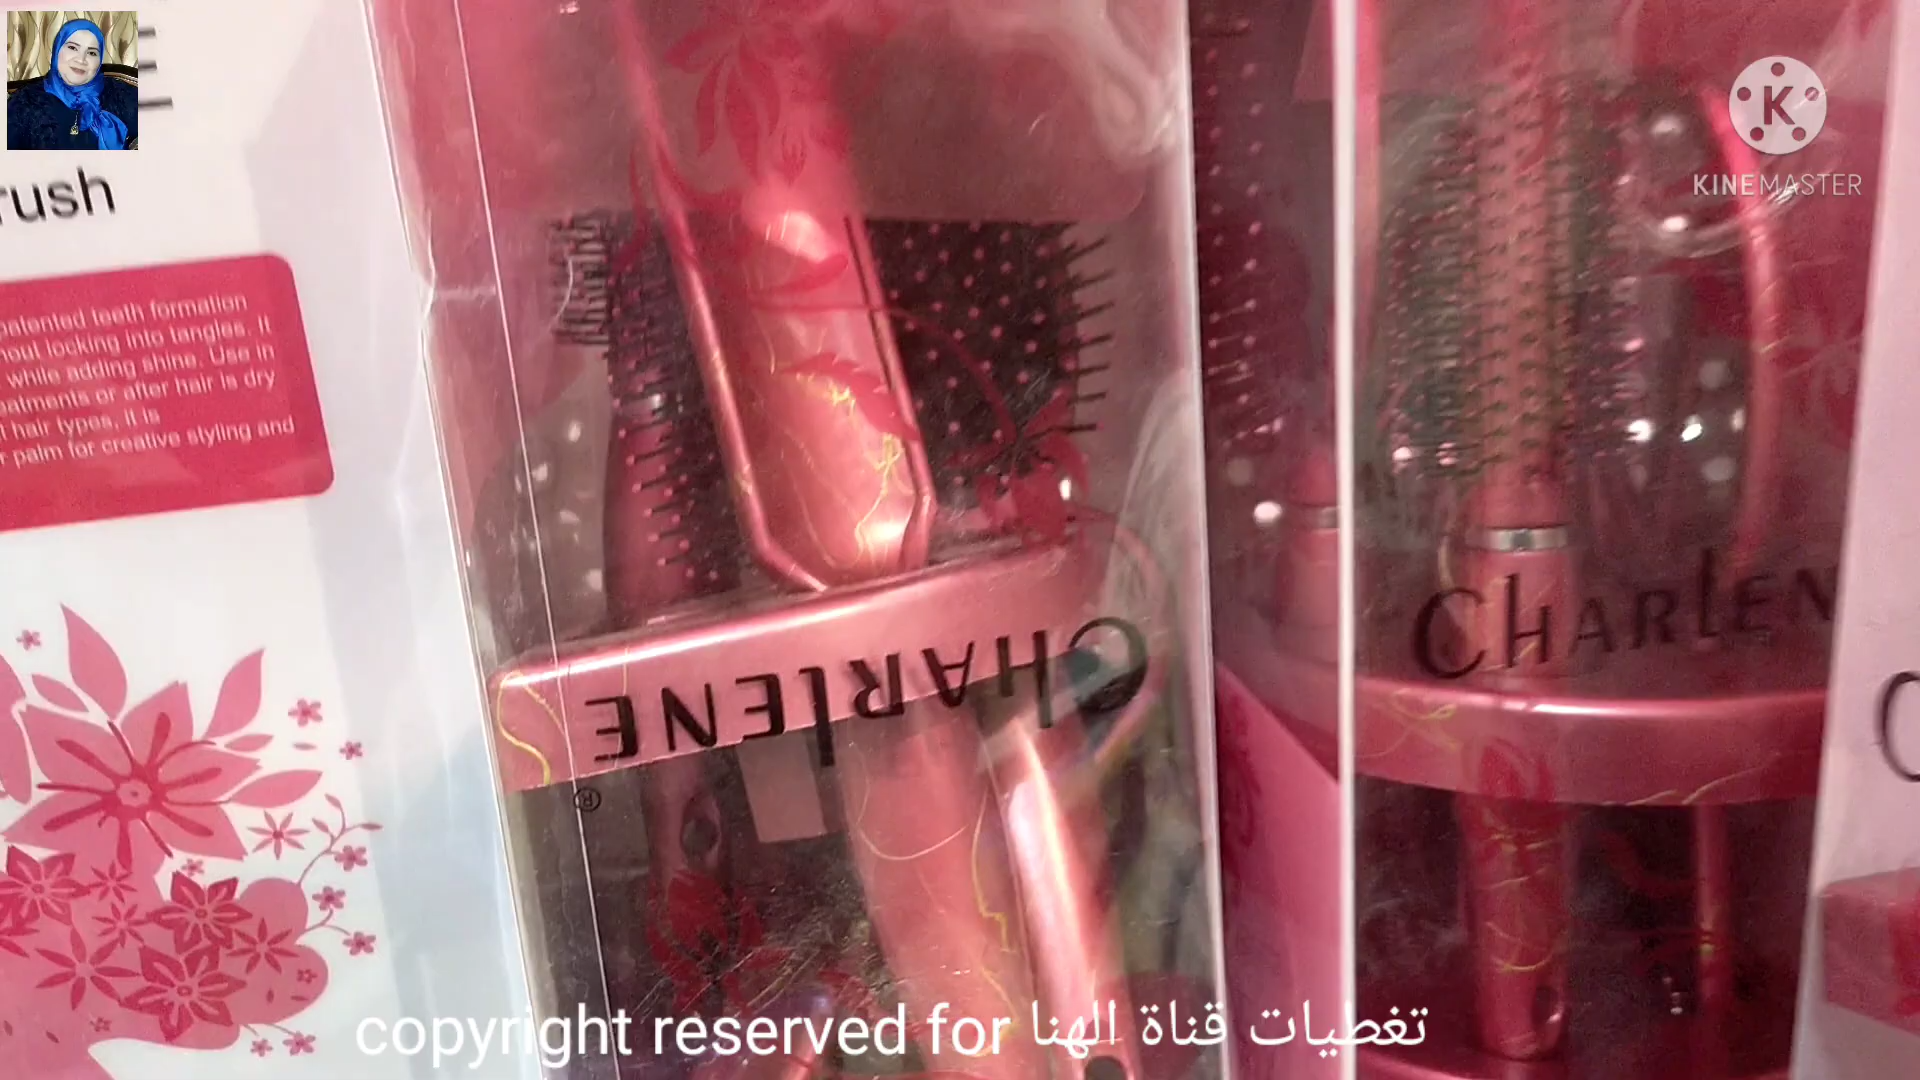 E
rush
patented teeth formation
hout locking into tangles. It
while adding shine. Use in
eatments or after hair is dry
l hair types, it is
r palm for creative styling and
KINEMASTER
CHARLENE
®
CHARLEN
C
copyright reserved for تغطيات قناة الهنا